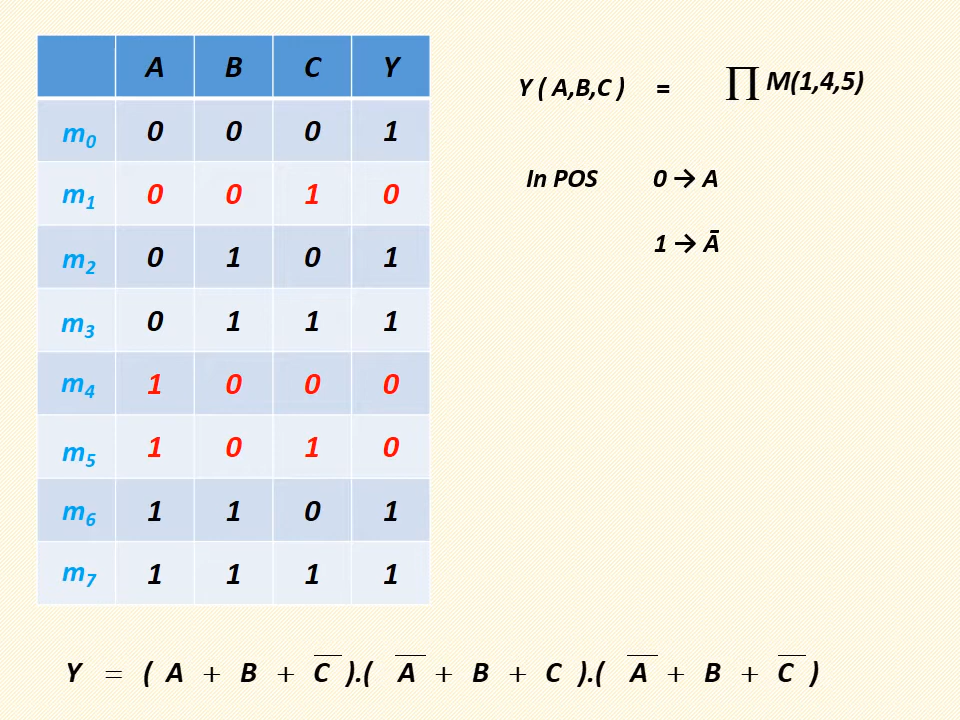 A B C Y
m0 0 0 0 1
m1 0 0 1 0
m2 0 1 0 1
m3 0 1 1 1
m4 1 0 0 0
m5 1 0 1 0
m6 1 1 0 1
m7 1 1 1 1
Y ( A,B,C ) = ∏ M(1,4,5)
In POS 0 → A
1 → Ā
Y = ( A + B + C̅ ).( A̅ + B + C ).( A̅ + B + C̅ )